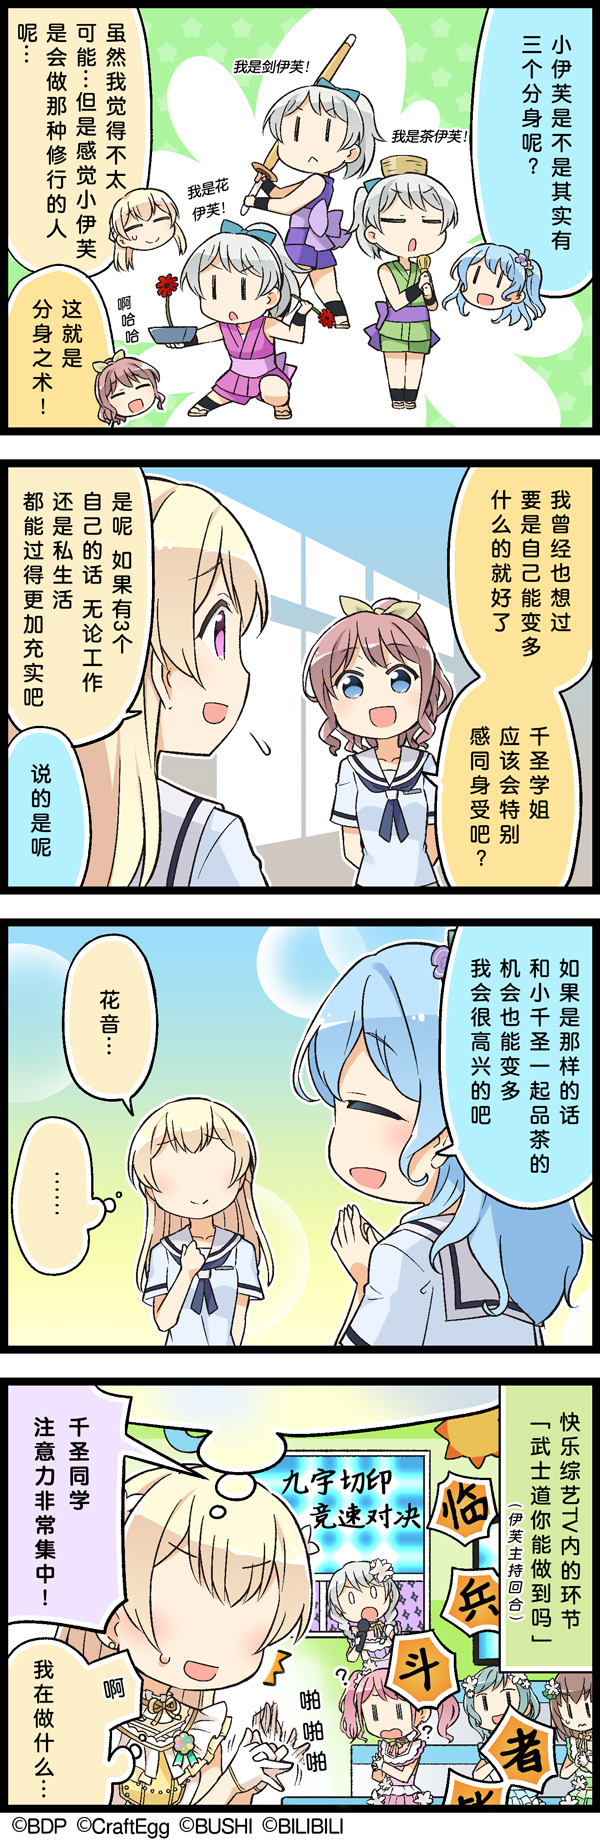 小伊芙是不是其实有
三个分身呢？
我是剑伊芙！
我是茶伊芙！
我是花
伊芙！
虽然我觉得不太
可能…但是感觉小伊芙
是会做那种修行的人
呢…
啊哈哈
这就是
分身之术！
我曾经也想过
要是自己能变多
什么的就好了
千圣学姐
应该会特别
感同身受吧？
是呢 如果有3个
自己的话 无论工作
还是私生活
都能过得更加充实吧
说的是呢
如果是那样的话
和小千圣一起品茶的
机会也能变多
我会很高兴的吧
花音…
……
快乐综艺TV内的环节
「武士道你能做到吗」
（伊芙主持回合）
九字切印
竞速对决
临
兵
斗
者
？
？
千圣同学
注意力非常集中！
啪
啪啪啪
啊
我在做什么…
©BDP ©CraftEgg ©BUSHI ©BILIBILI